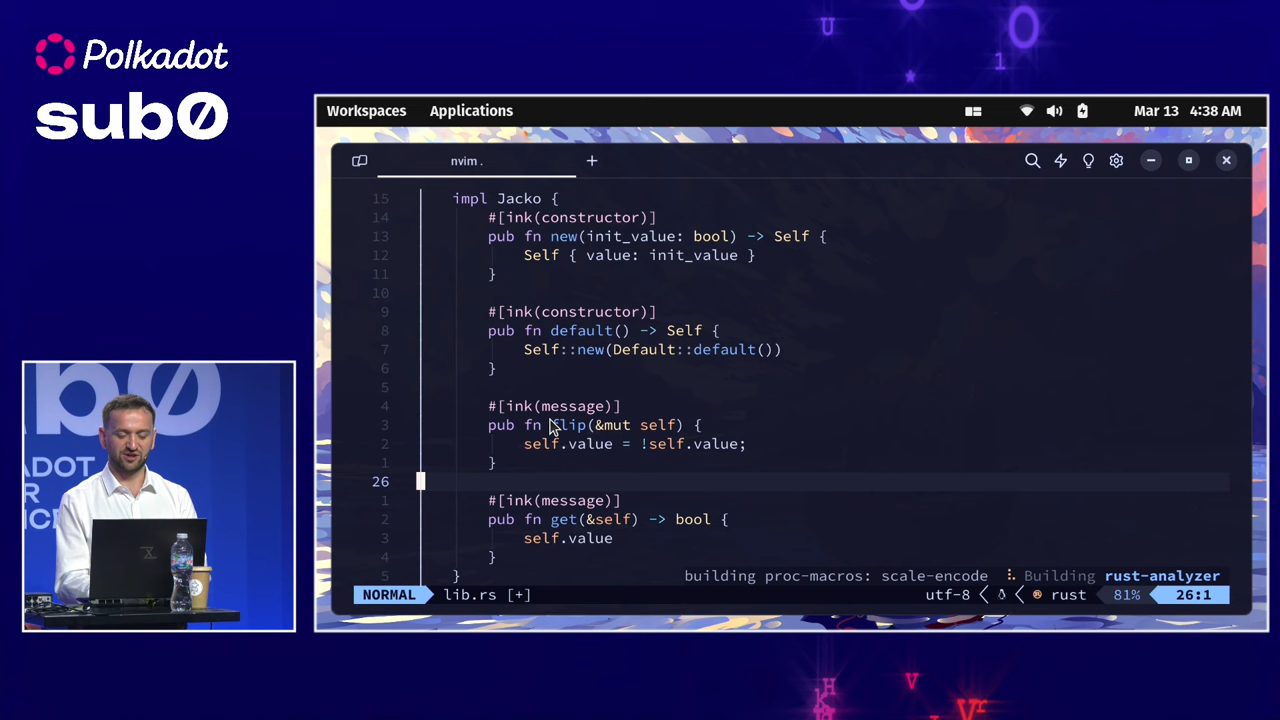 Polkadot
sub0
U
O
1
Workspaces Applications
Mar 13 4:38 AM
nvim .
15 impl Jacko {
14 #[ink(constructor)]
13 pub fn new(init_value: bool) -> Self {
12 Self { value: init_value }
11 }
10
9 #[ink(constructor)]
8 pub fn default() -> Self {
7 Self::new(Default::default())
6 }
5
4 #[ink(message)]
3 pub fn flip(&mut self) {
2 self.value = !self.value;
1 }
26
1 #[ink(message)]
2 pub fn get(&self) -> bool {
3 self.value
4 }
5 }
building proc-macros: scale-encode Building rust-analyzer
NORMAL lib.rs [+] utf-8 rust 81% 26:1
b0
ADOT
ER
H
V
V
r